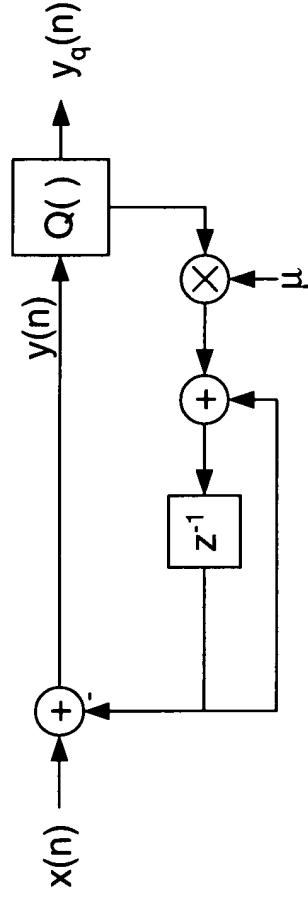 x(n)
+
-
y(n)
Q( )
y_q(n)
z^-1
+
×
μ